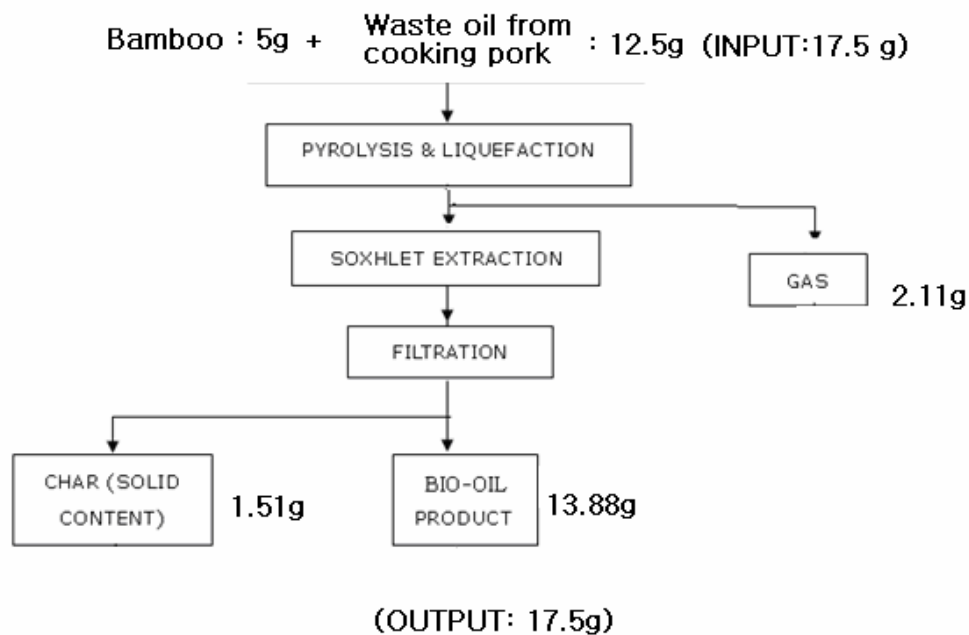 Bamboo : 5g + Waste oil from cooking pork : 12.5g (INPUT:17.5 g)
PYROLYSIS & LIQUEFACTION
SOXHLET EXTRACTION
GAS
2.11g
FILTRATION
CHAR (SOLID
CONTENT)
1.51g
BIO-OIL
PRODUCT
13.88g
(OUTPUT: 17.5g)